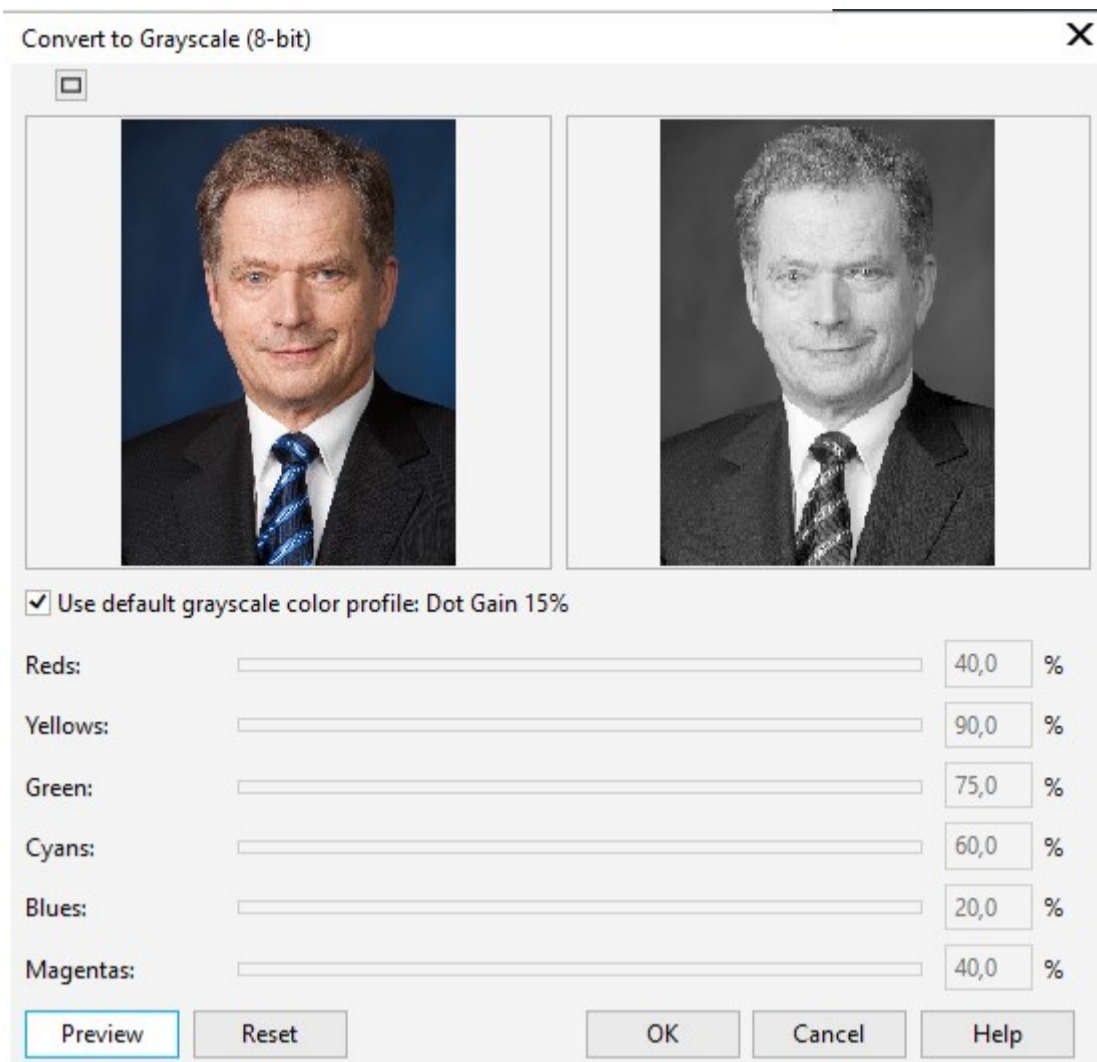 Convert to Grayscale (8-bit)
Use default grayscale color profile: Dot Gain 15%
Reds: 40,0 %
Yellows: 90,0 %
Green: 75,0 %
Cyans: 60,0 %
Blues: 20,0 %
Magentas: 40,0 %
Preview Reset OK Cancel Help